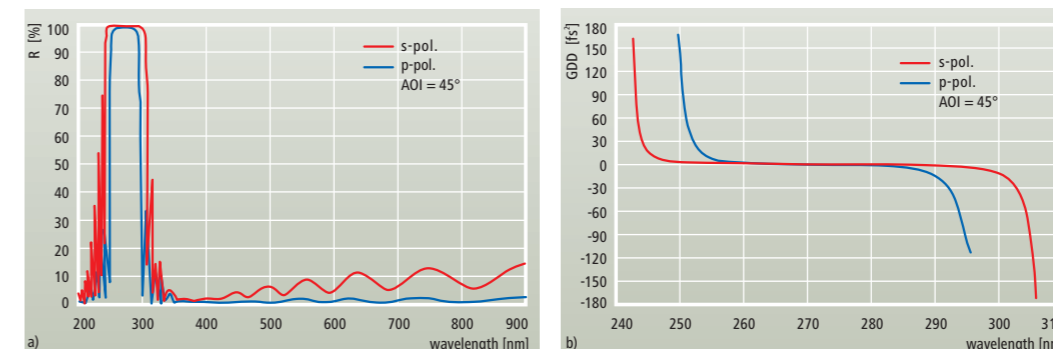 R [%]
100
90
80
70
60
50
40
30
20
10
0
s-pol.
p-pol.
AOI = 45°
200 300 400 500 600 700 800 900
a) wavelength [nm]
GDD [fs²]
180
150
120
90
60
30
0
-30
-60
-90
-120
-150
-180
s-pol.
p-pol.
AOI = 45°
240 250 260 270 280 290 300
b) wavelength